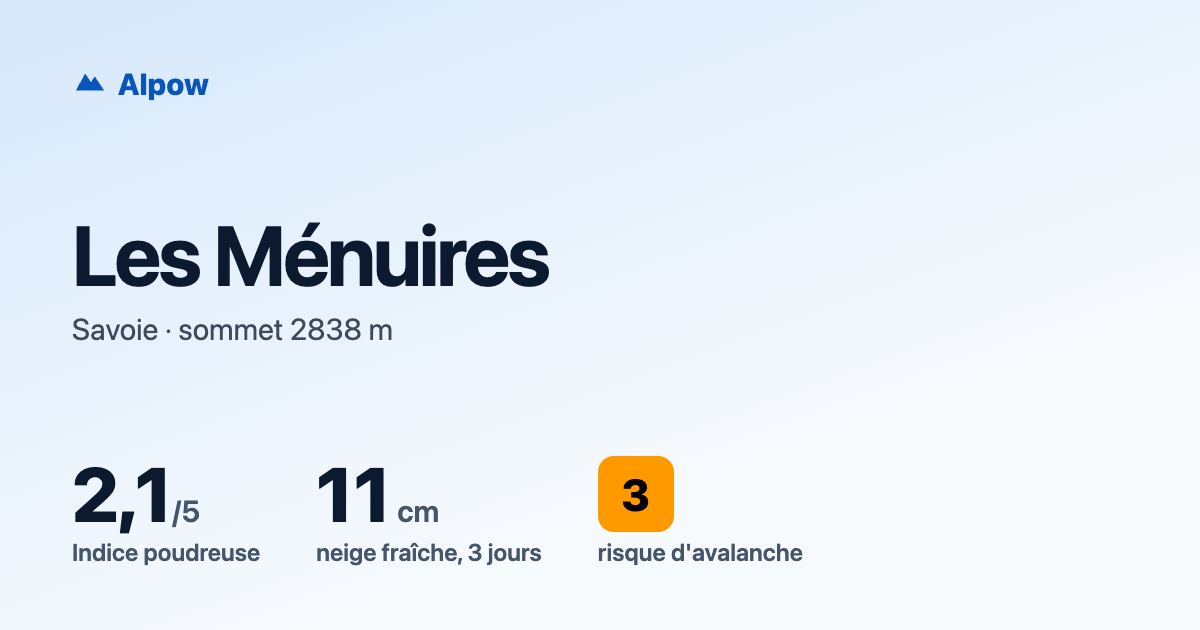 Alpow
Les Ménuires
Savoie · sommet 2838 m
2,1/5
Indice poudreuse
11 cm
neige fraîche, 3 jours
3
risque d'avalanche